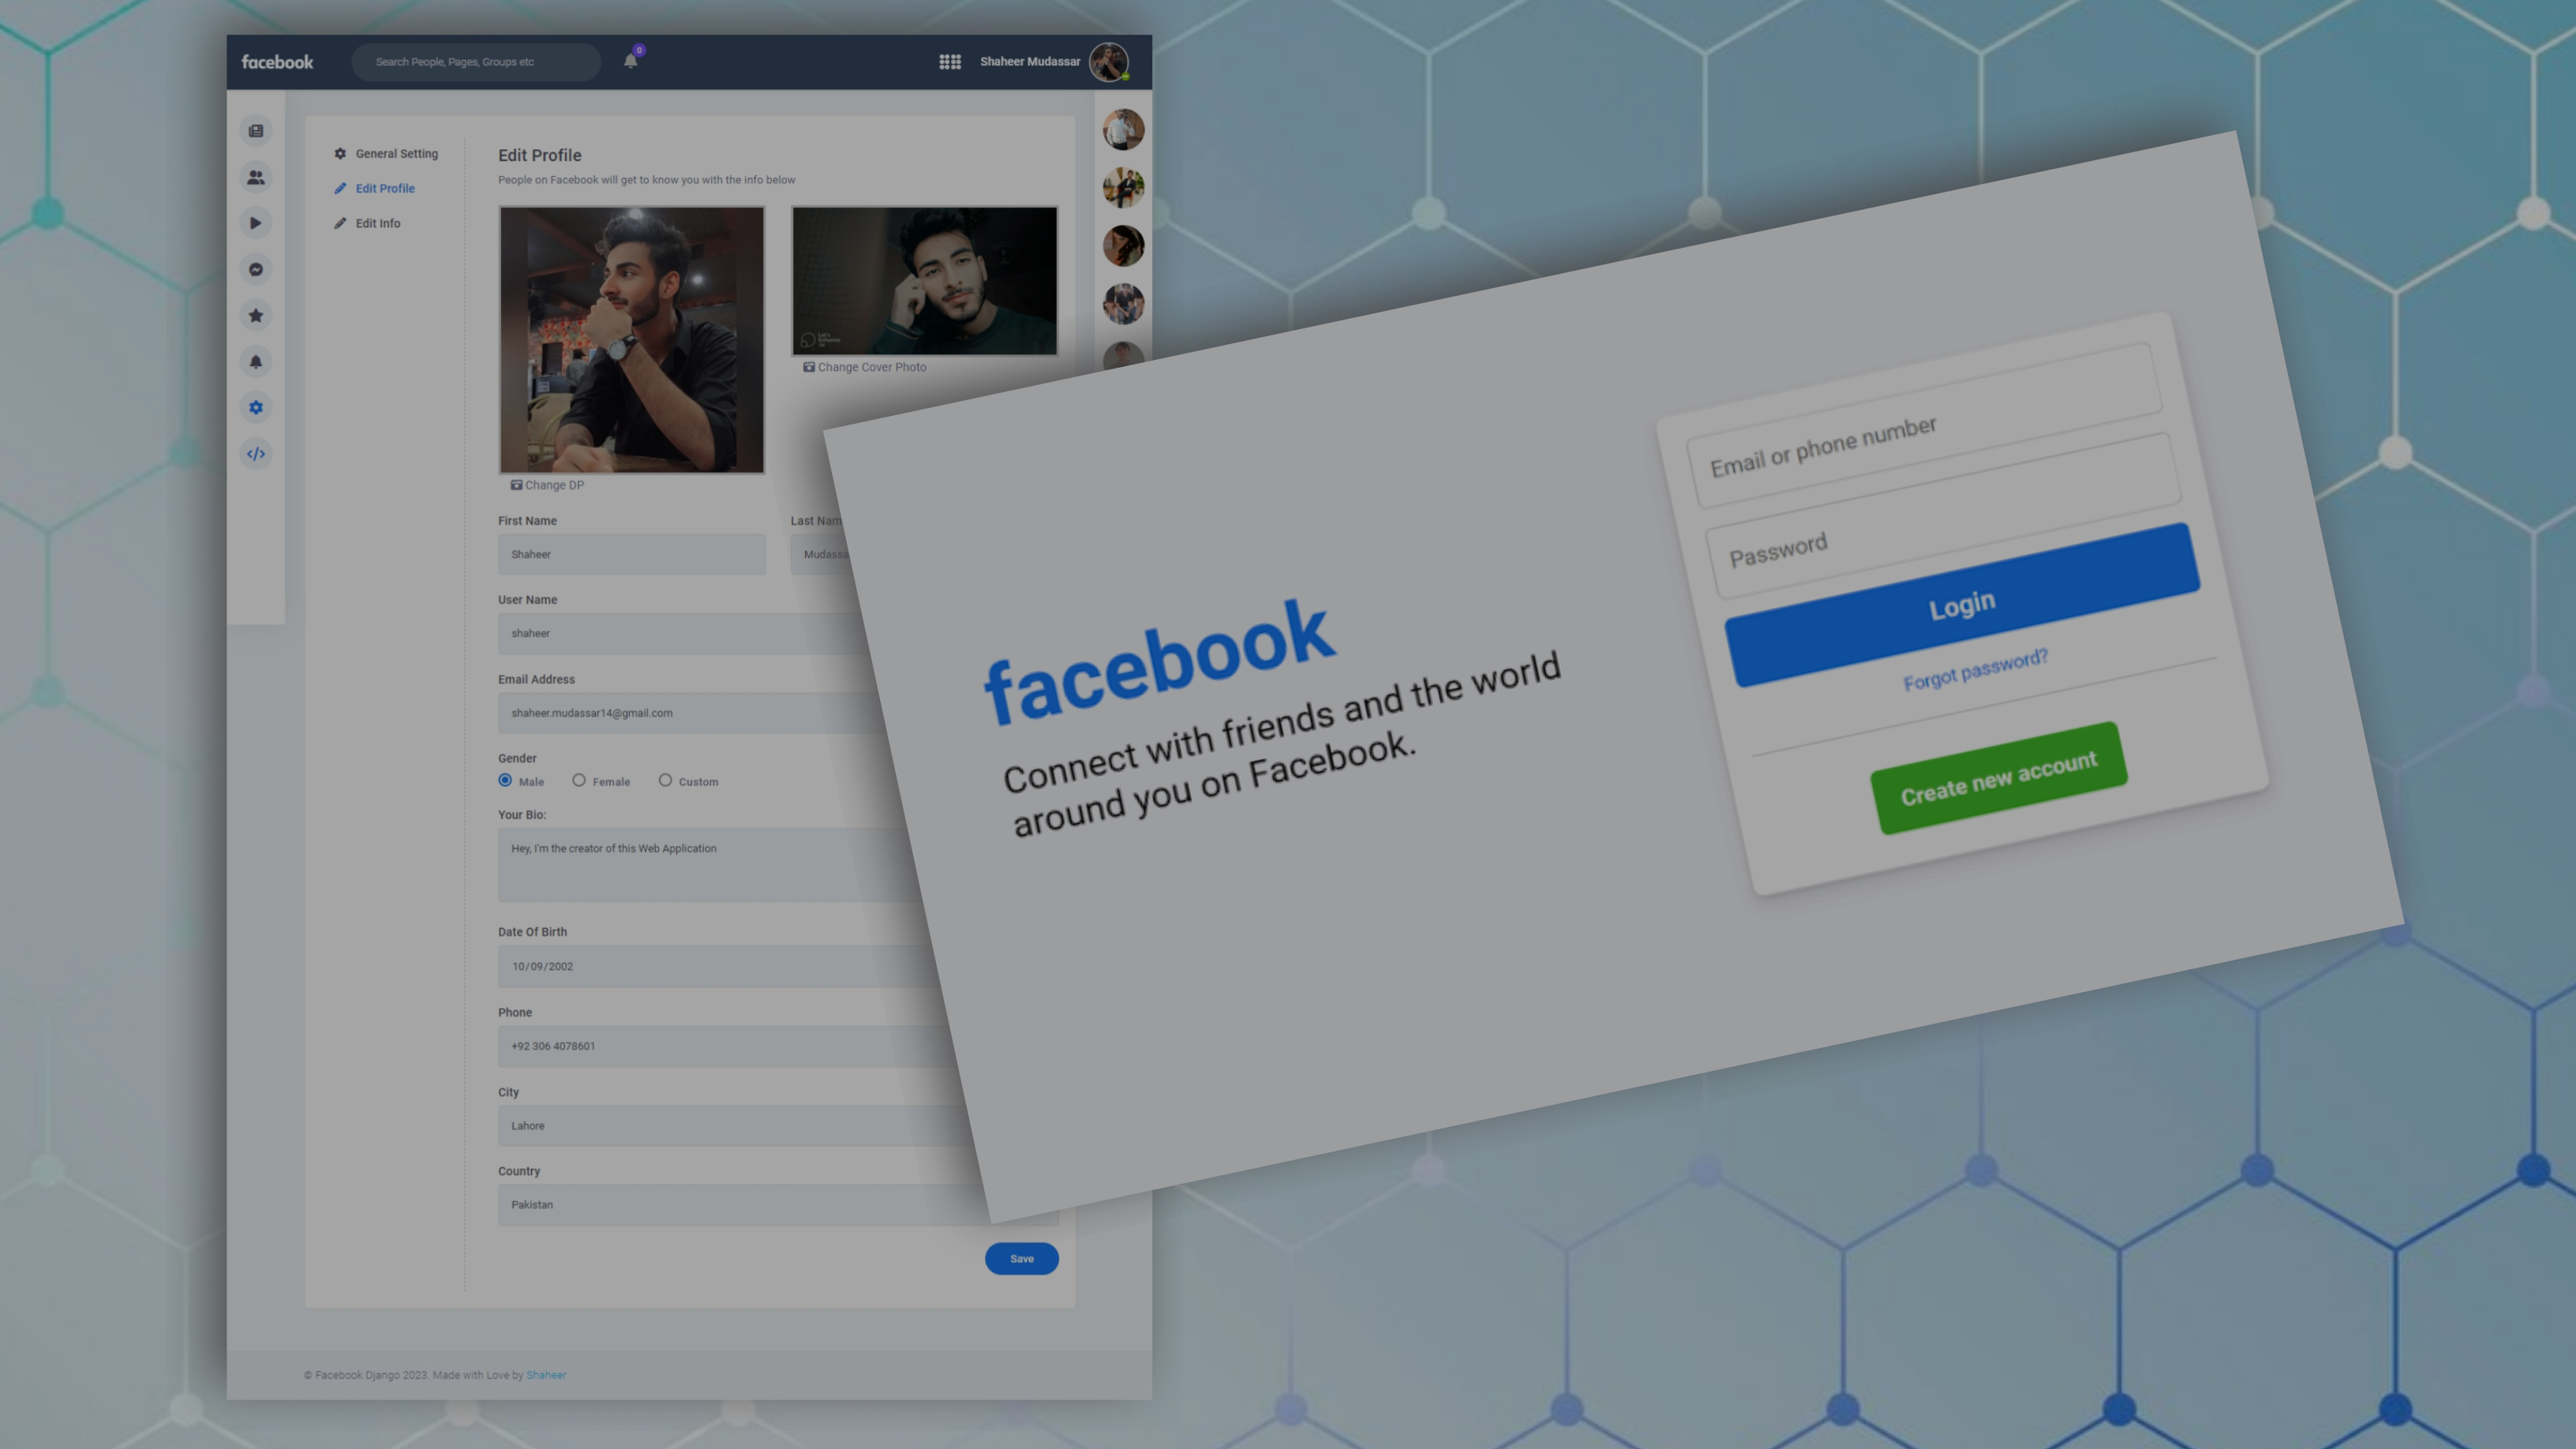 facebook
Search People, Pages, Groups etc
0
Shaheer Mudassar
General Setting
Edit Profile
Edit Info
Edit Profile
People on Facebook will get to know you with the info below
Change DP
Change Cover Photo
First Name
Shaheer
Last Nam
Mudassa
User Name
shaheer
Email Address
shaheer.mudassar14@gmail.com
Gender
Male
Female
Custom
Your Bio:
Hey, I'm the creator of this Web Application
Date Of Birth
10/09/2002
Phone
+92 306 4078601
City
Lahore
Country
Pakistan
Save
© Facebook Django 2023. Made with Love by Shaheer
facebook
Connect with friends and the world
around you on Facebook.
Email or phone number
Password
Login
Forgot password?
Create new account